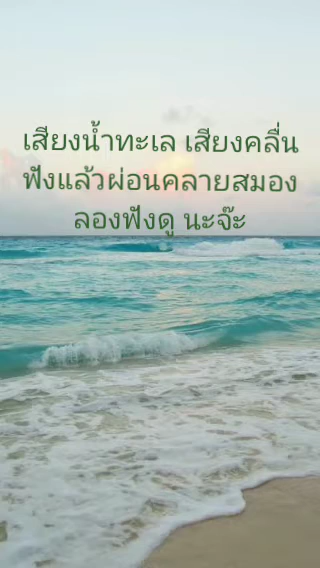 เสียงน้ำทะเล เสียงคลื่น
ฟังแล้วผ่อนคลายสมอง
ลองฟังดู นะจ๊ะ